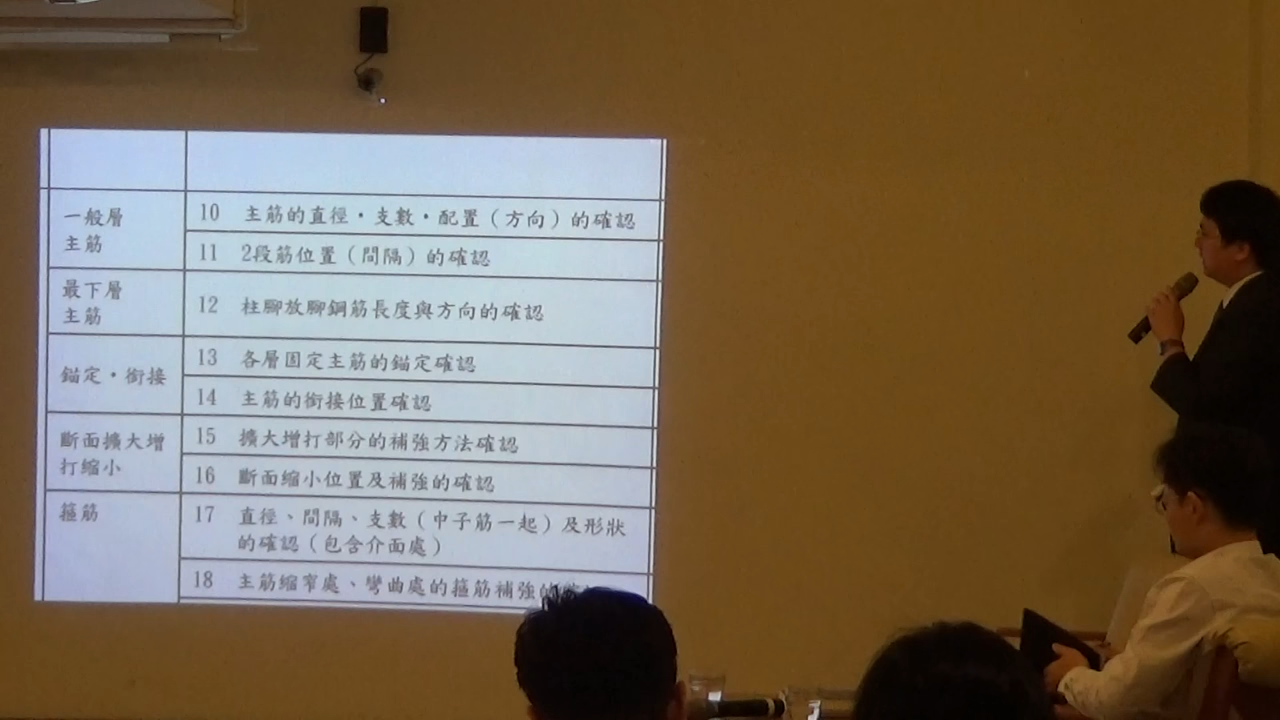 一般層
主筋
10 主筋的直徑・支數・配置（方向）的確認
11 2段筋位置（間隔）的確認
最下層
主筋
12 柱腳放腳鋼筋長度與方向的確認
錨定・銜接
13 各層固定主筋的錨定確認
14 主筋的銜接位置確認
斷面擴大增
打縮小
15 擴大增打部分的補強方法確認
16 斷面縮小位置及補強的確認
箍筋
17 直徑、間隔、支數（中子筋一起）及形狀
的確認（包含介面處）
18 主筋縮窄處、彎曲處的箍筋補強的